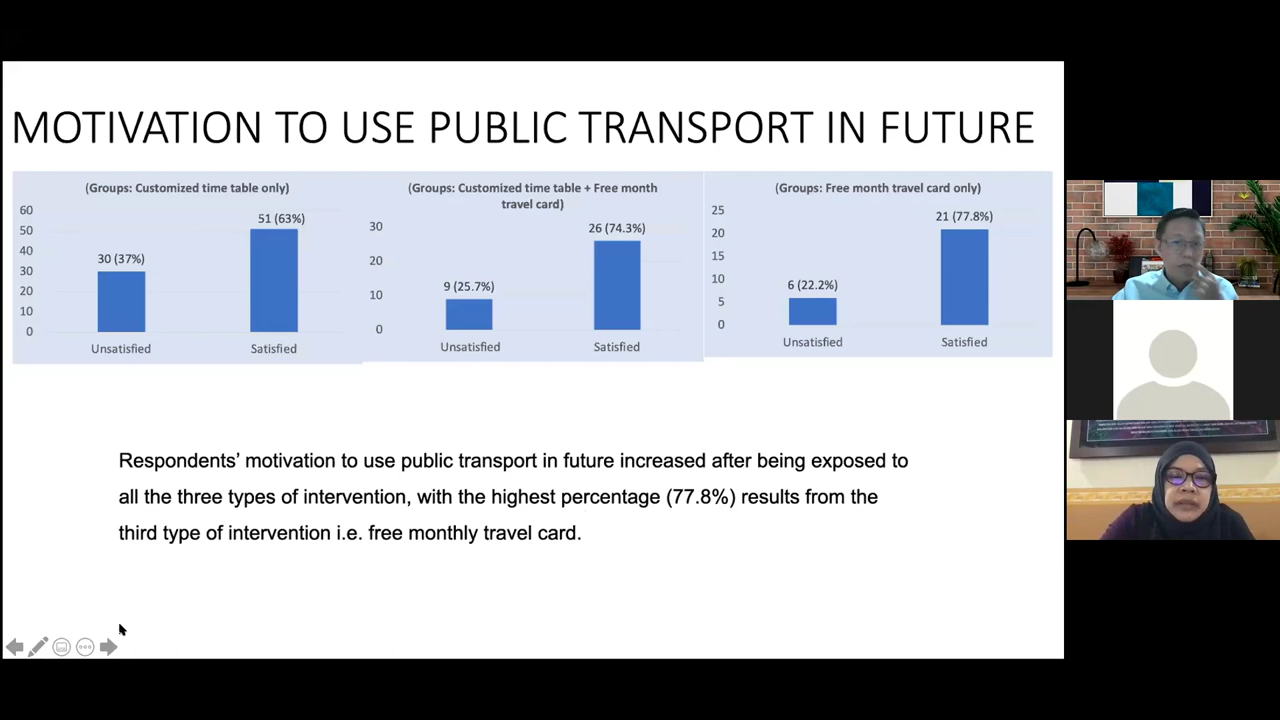 MOTIVATION TO USE PUBLIC TRANSPORT IN FUTURE
(Groups: Customized time table only)
60
50
40
30
20
10
0
30 (37%)
51 (63%)
Unsatisfied
Satisfied
(Groups: Customized time table + Free month
travel card)
30
20
10
0
9 (25.7%)
26 (74.3%)
Unsatisfied
Satisfied
(Groups: Free month travel card only)
25
20
15
10
5
0
6 (22.2%)
21 (77.8%)
Unsatisfied
Satisfied
Respondents’ motivation to use public transport in future increased after being exposed to
all the three types of intervention, with the highest percentage (77.8%) results from the
third type of intervention i.e. free monthly travel card.